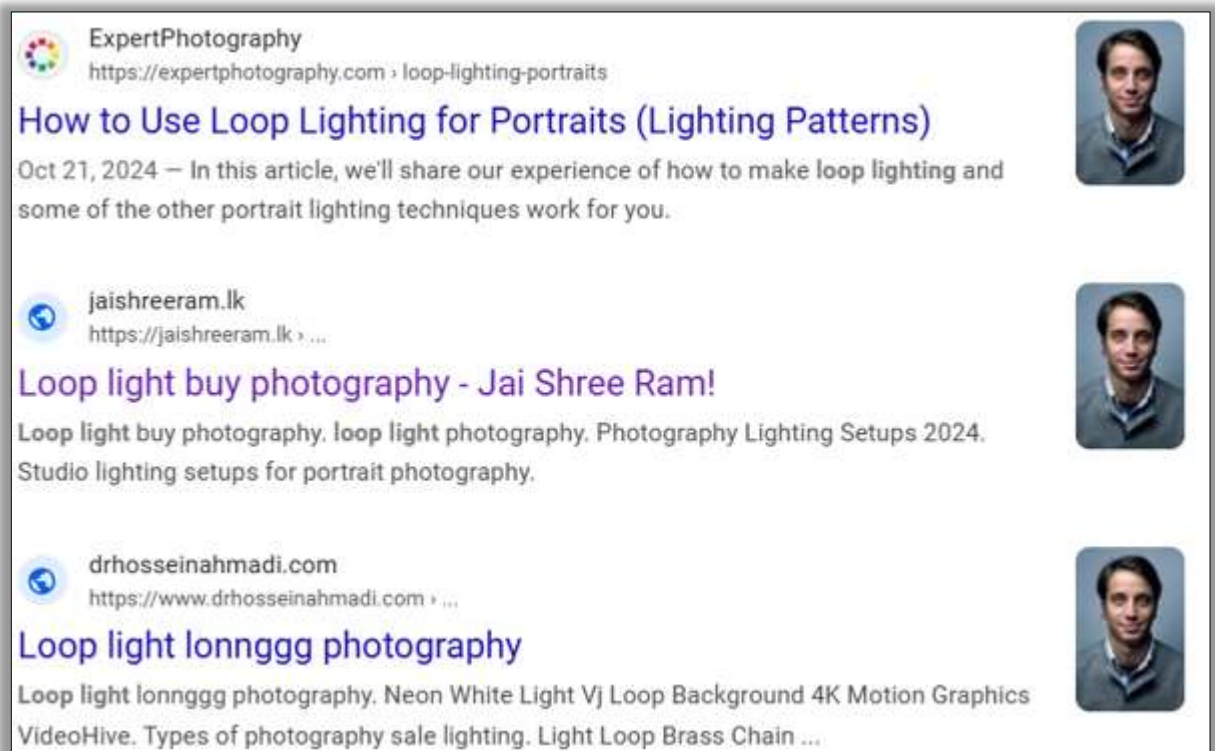 ExpertPhotography
https://expertphotography.com › loop-lighting-portraits
How to Use Loop Lighting for Portraits (Lighting Patterns)
Oct 21, 2024 — In this article, we'll share our experience of how to make loop lighting and
some of the other portrait lighting techniques work for you.
jaishreeram.lk
https://jaishreeram.lk › ...
Loop light buy photography - Jai Shree Ram!
Loop light buy photography. loop light photography. Photography Lighting Setups 2024.
Studio lighting setups for portrait photography.
drhosseinahmadi.com
https://www.drhosseinahmadi.com › ...
Loop light lonnggg photography
Loop light lonnggg photography. Neon White Light Vj Loop Background 4K Motion Graphics
VideoHive. Types of photography sale lighting. Light Loop Brass Chain ...